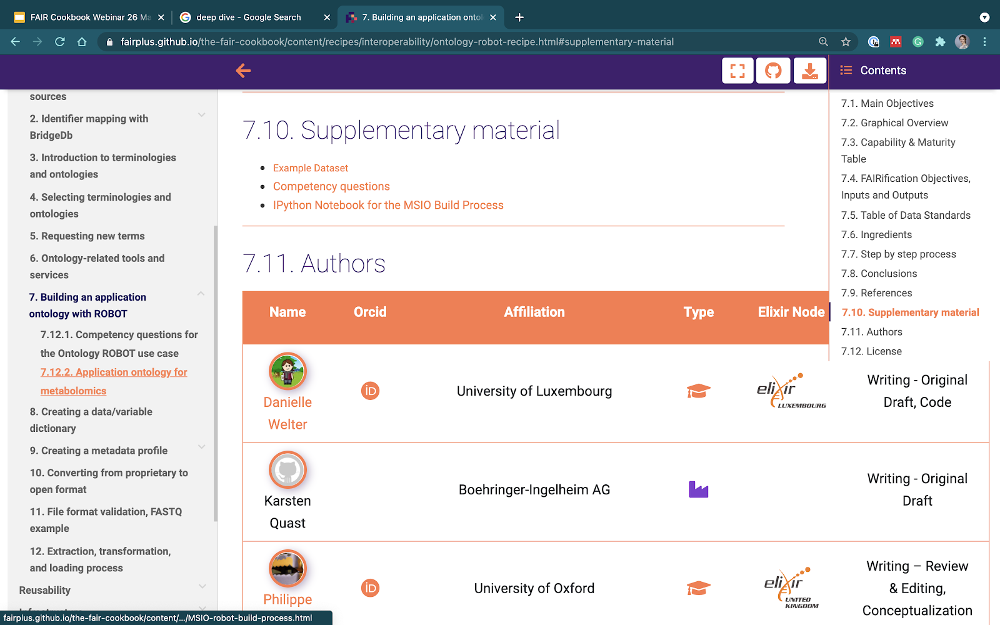 FAIR Cookbook Webinar 26 Ma
deep dive - Google Search
7. Building an application ontol
fairplus.github.io/the-fair-cookbook/content/recipes/interoperability/ontology-robot-recipe.html#supplementary-material
Contents
sources
2. Identifier mapping with
BridgeDb
3. Introduction to terminologies
and ontologies
4. Selecting terminologies and
ontologies
5. Requesting new terms
6. Ontology-related tools and
services
7. Building an application
ontology with ROBOT
7.12.1. Competency questions for
the Ontology ROBOT use case
7.12.2. Application ontology for
metabolomics
8. Creating a data/variable
dictionary
9. Creating a metadata profile
10. Converting from proprietary to
open format
11. File format validation, FASTQ
example
12. Extraction, transformation,
and loading process
Reusability
Infrastructure
fairplus.github.io/the-fair-cookbook/content/.../MSIO-robot-build-process.html
7.10. Supplementary material
Example Dataset
Competency questions
IPython Notebook for the MSIO Build Process
7.11. Authors
Name Orcid Affiliation Type Elixir Node
Danielle
Welter
iD
University of Luxembourg
elixir
LUXEMBOURG
Writing - Original
Draft, Code
Karsten
Quast
Boehringer-Ingelheim AG
Writing - Original
Draft
Philippe
iD
University of Oxford
elixir
UNITED
KINGDOM
Writing – Review
& Editing,
Conceptualization
7.1. Main Objectives
7.2. Graphical Overview
7.3. Capability & Maturity
Table
7.4. FAIRification Objectives,
Inputs and Outputs
7.5. Table of Data Standards
7.6. Ingredients
7.7. Step by step process
7.8. Conclusions
7.9. References
7.10. Supplementary material
7.11. Authors
7.12. License